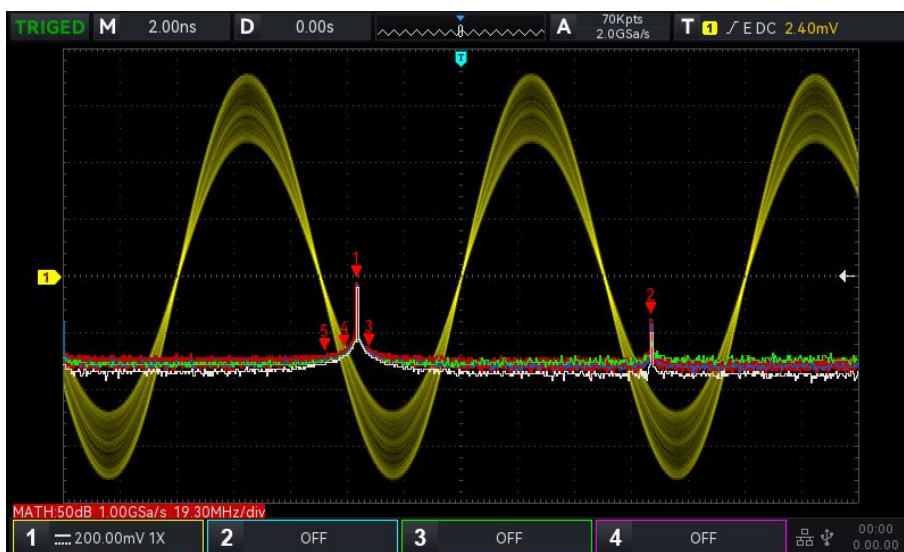 TRIGED M 2.00ns D 0.00s A 70Kpts 2.0GSa/s T 1 E DC 2.40mV
T
1
1
2
5 4 3
MATH:50dB 1.00GSa/s 19.30MHz/div
1 200.00mV 1X 2 OFF 3 OFF 4 OFF 00:00 0.00.00